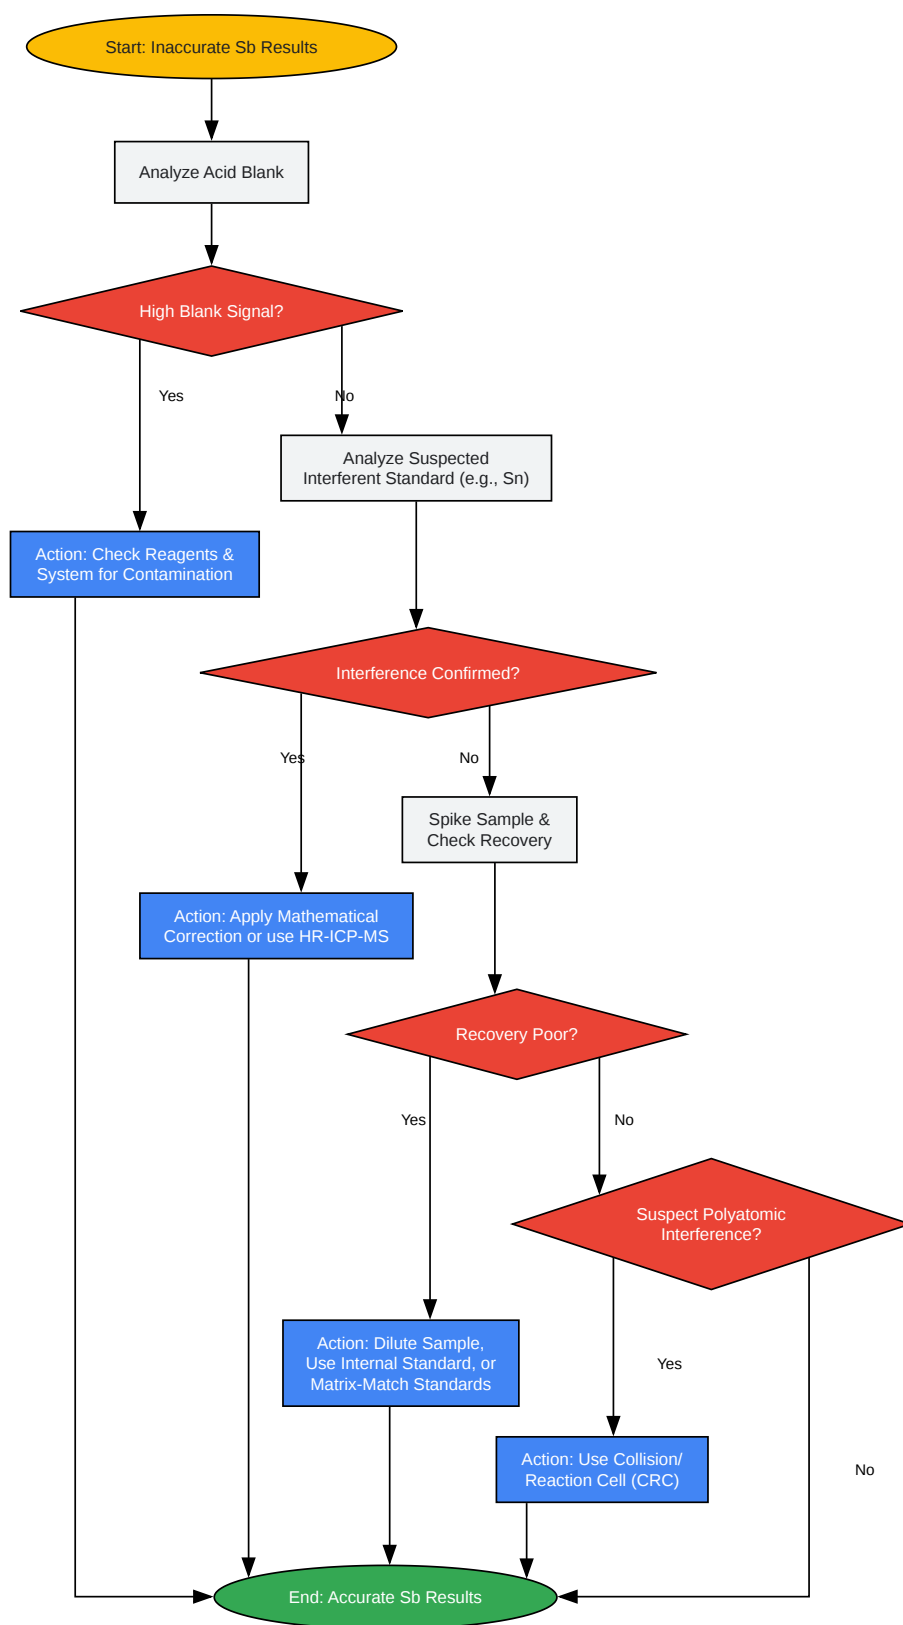 Start: Inaccurate Sb Results
Analyze Acid Blank
High Blank Signal?
Yes
No
Analyze Suspected
Interferent Standard (e.g., Sn)
Action: Check Reagents &
System for Contamination
Interference Confirmed?
Yes
No
Spike Sample &
Check Recovery
Action: Apply Mathematical
Correction or use HR-ICP-MS
Recovery Poor?
Yes
No
Suspect Polyatomic
Interference?
Action: Dilute Sample,
Use Internal Standard, or
Matrix-Match Standards
Yes
Action: Use Collision/
Reaction Cell (CRC)
No
End: Accurate Sb Results